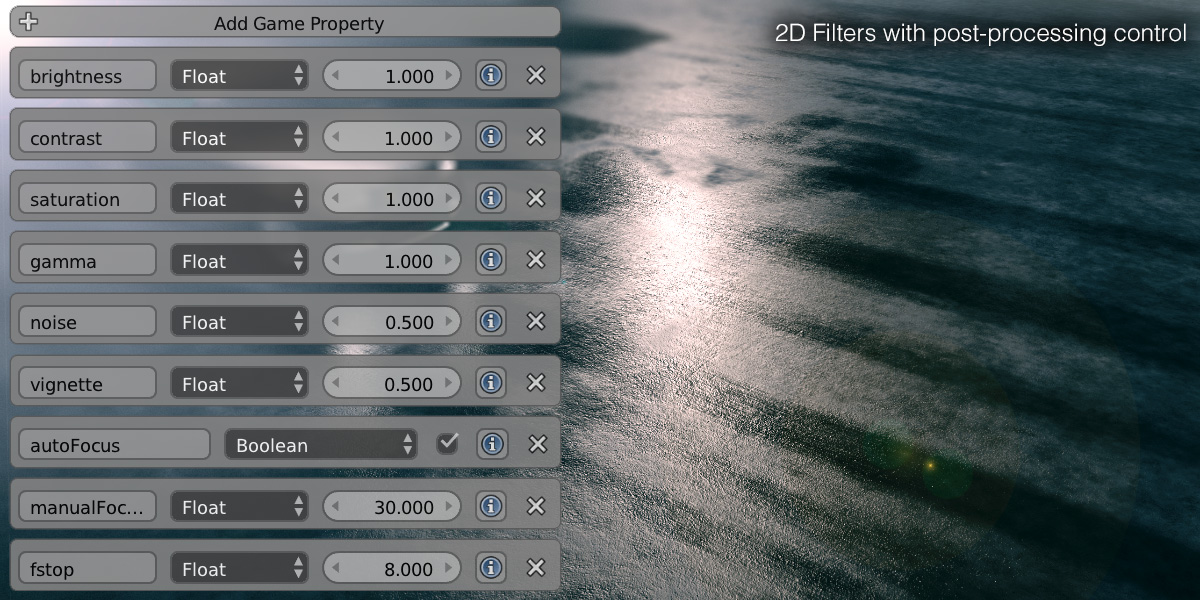 Add Game Property
2D Filters with post-processing control
brightness Float 1.000
contrast Float 1.000
saturation Float 1.000
gamma Float 1.000
noise Float 0.500
vignette Float 0.500
autoFocus Boolean
manualFoc... Float 30.000
fstop Float 8.000